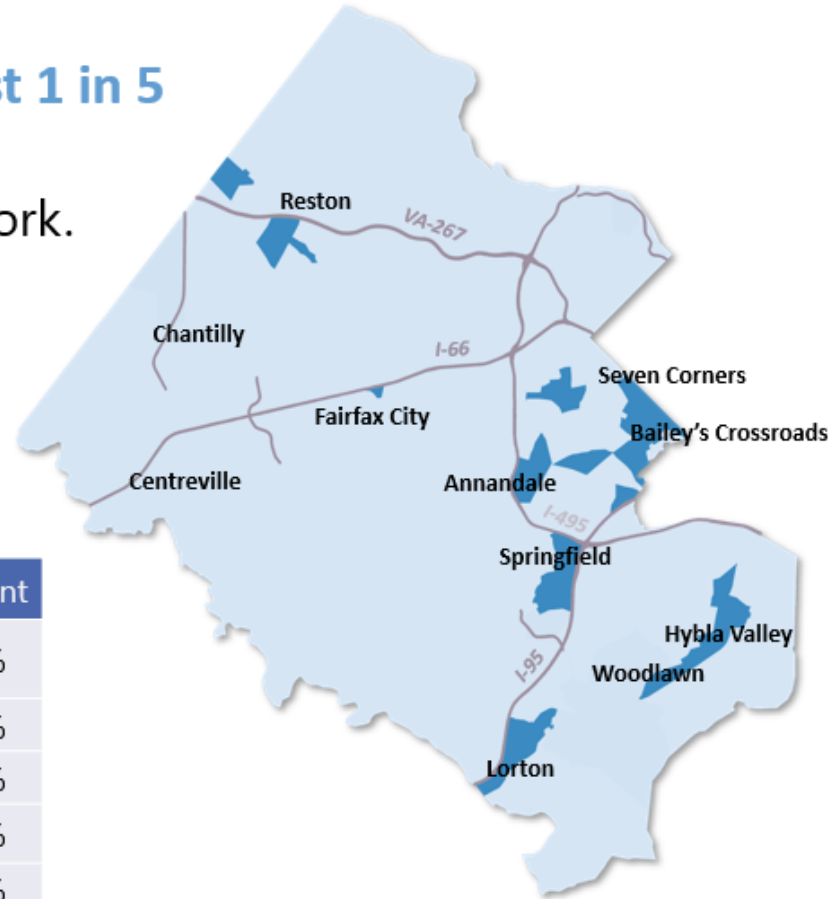 st 1 in 5
ork.
Reston
VA-267
Chantilly
I-66
Seven Corners
Fairfax City
Bailey's Crossroads
Centreville
Annandale
I-495
Springfield
nt
Hybla Valley
%
I-95
Woodlawn
%
Lorton
%
%
%